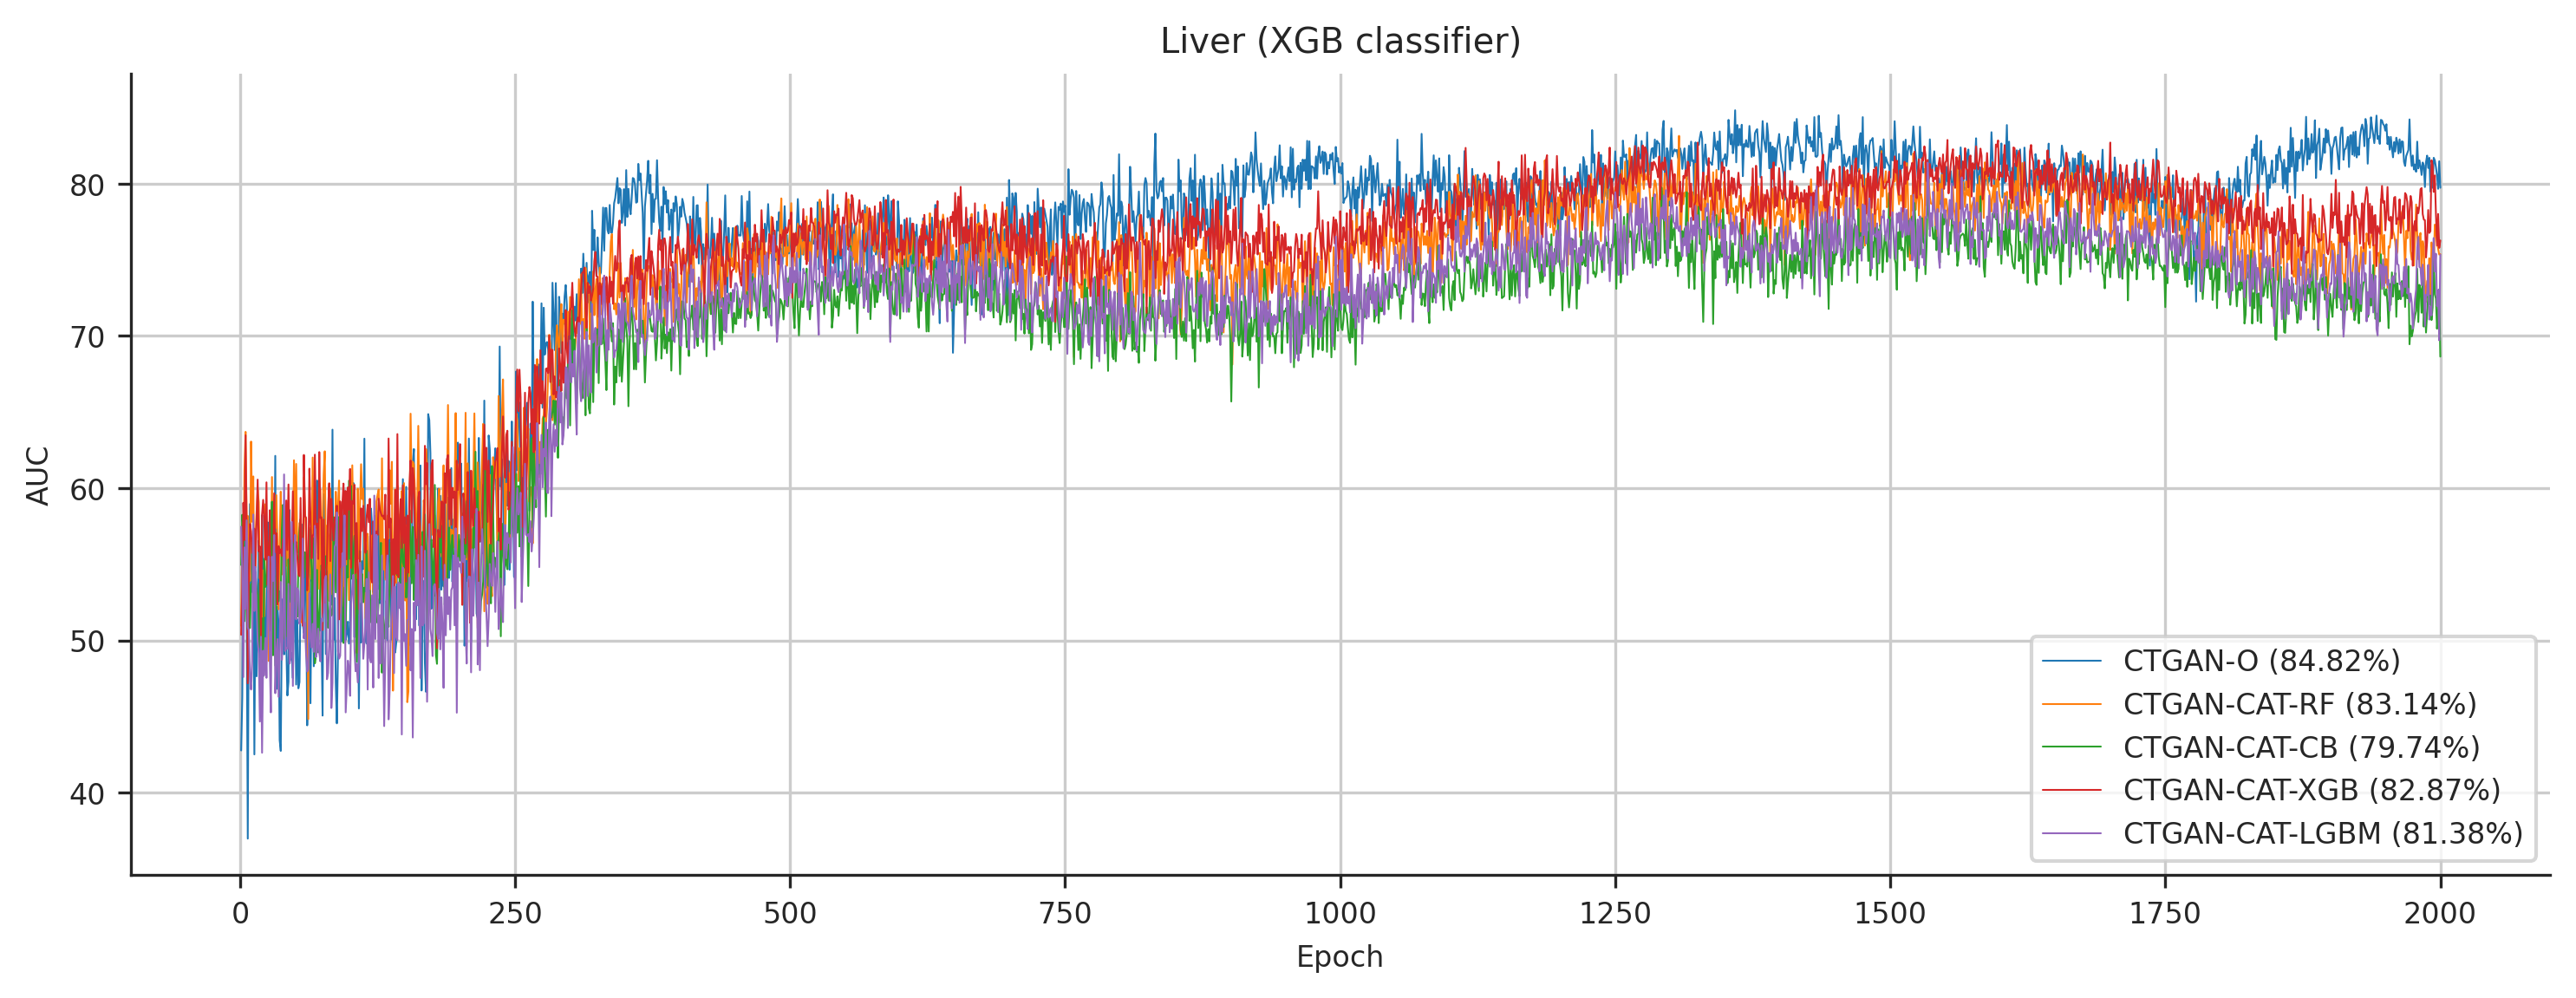 Liver (XGB classifier)
AUC
80
70
60
50
40
0 250 500 750 1000 1250 1500 1750 2000
Epoch
CTGAN-O (84.82%)
CTGAN-CAT-RF (83.14%)
CTGAN-CAT-CB (79.74%)
CTGAN-CAT-XGB (82.87%)
CTGAN-CAT-LGBM (81.38%)